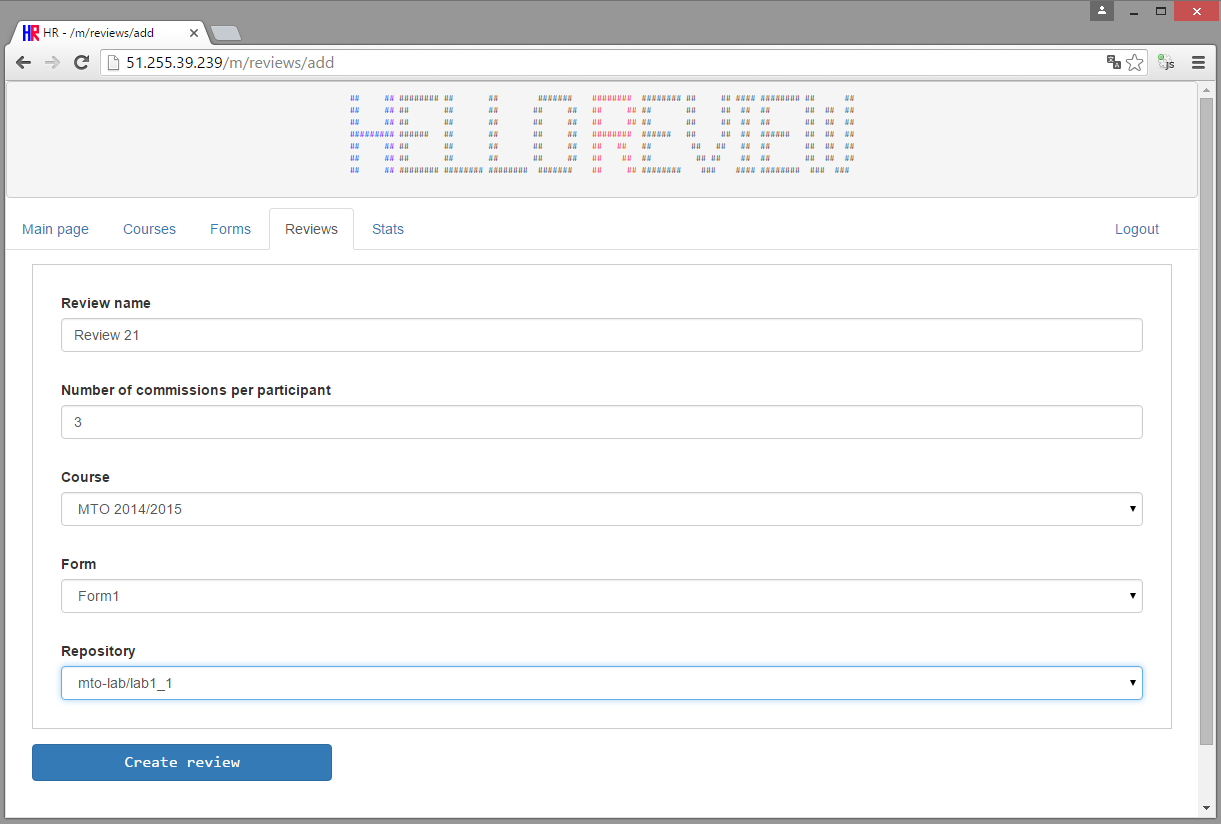 HR - /m/reviews/add
51.255.39.239/m/reviews/add
js
HELLOREVIEW
Main page Courses Forms Reviews Stats Logout
Review name
Review 21
Number of commissions per participant
3
Course
MTO 2014/2015
Form
Form1
Repository
mto-lab/lab1_1
Create review